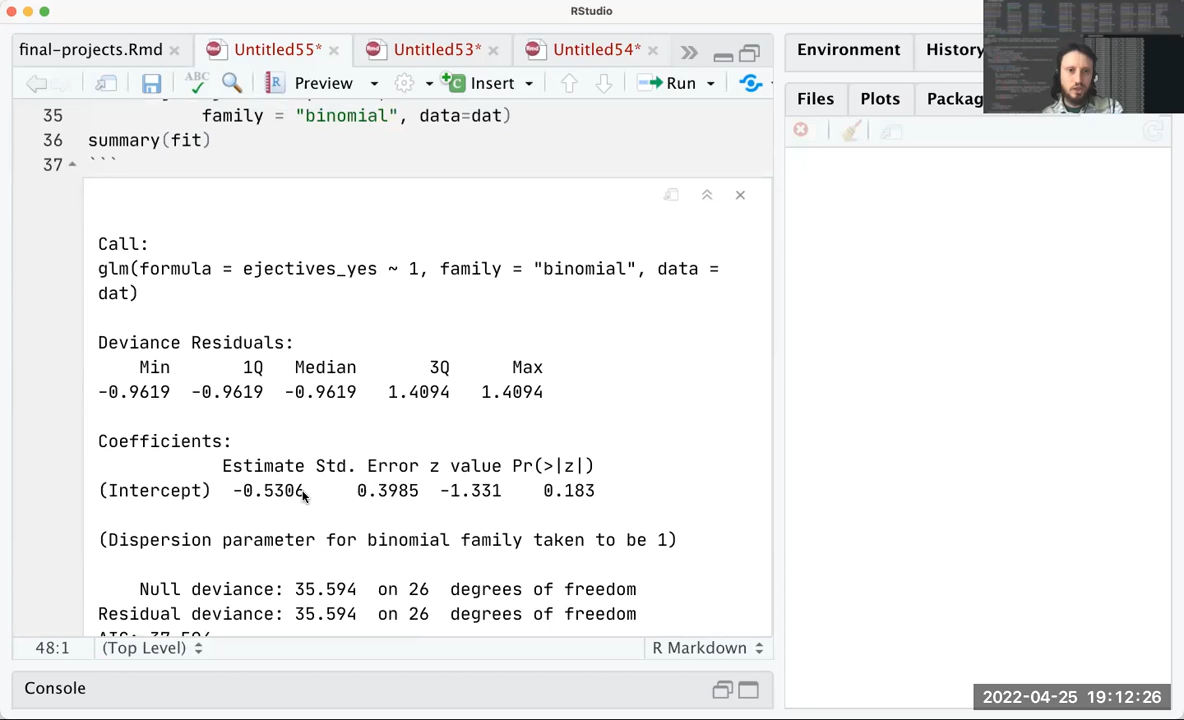 RStudio
final-projects.Rmd Untitled55* Untitled53* Untitled54*
Environment History
ABC Preview Insert Run
Files Plots Packag
35 family = "binomial", data=dat)
36 summary(fit)
37 ```
Call:
glm(formula = ejectives_yes ~ 1, family = "binomial", data =
dat)
Deviance Residuals:
Min 1Q Median 3Q Max
-0.9619 -0.9619 -0.9619 1.4094 1.4094
Coefficients:
Estimate Std. Error z value Pr(>|z|)
(Intercept) -0.5306 0.3985 -1.331 0.183
(Dispersion parameter for binomial family taken to be 1)
Null deviance: 35.594 on 26 degrees of freedom
Residual deviance: 35.594 on 26 degrees of freedom
AIC: 37.594
48:1 (Top Level) R Markdown
Console
2022-04-25 19:12:26